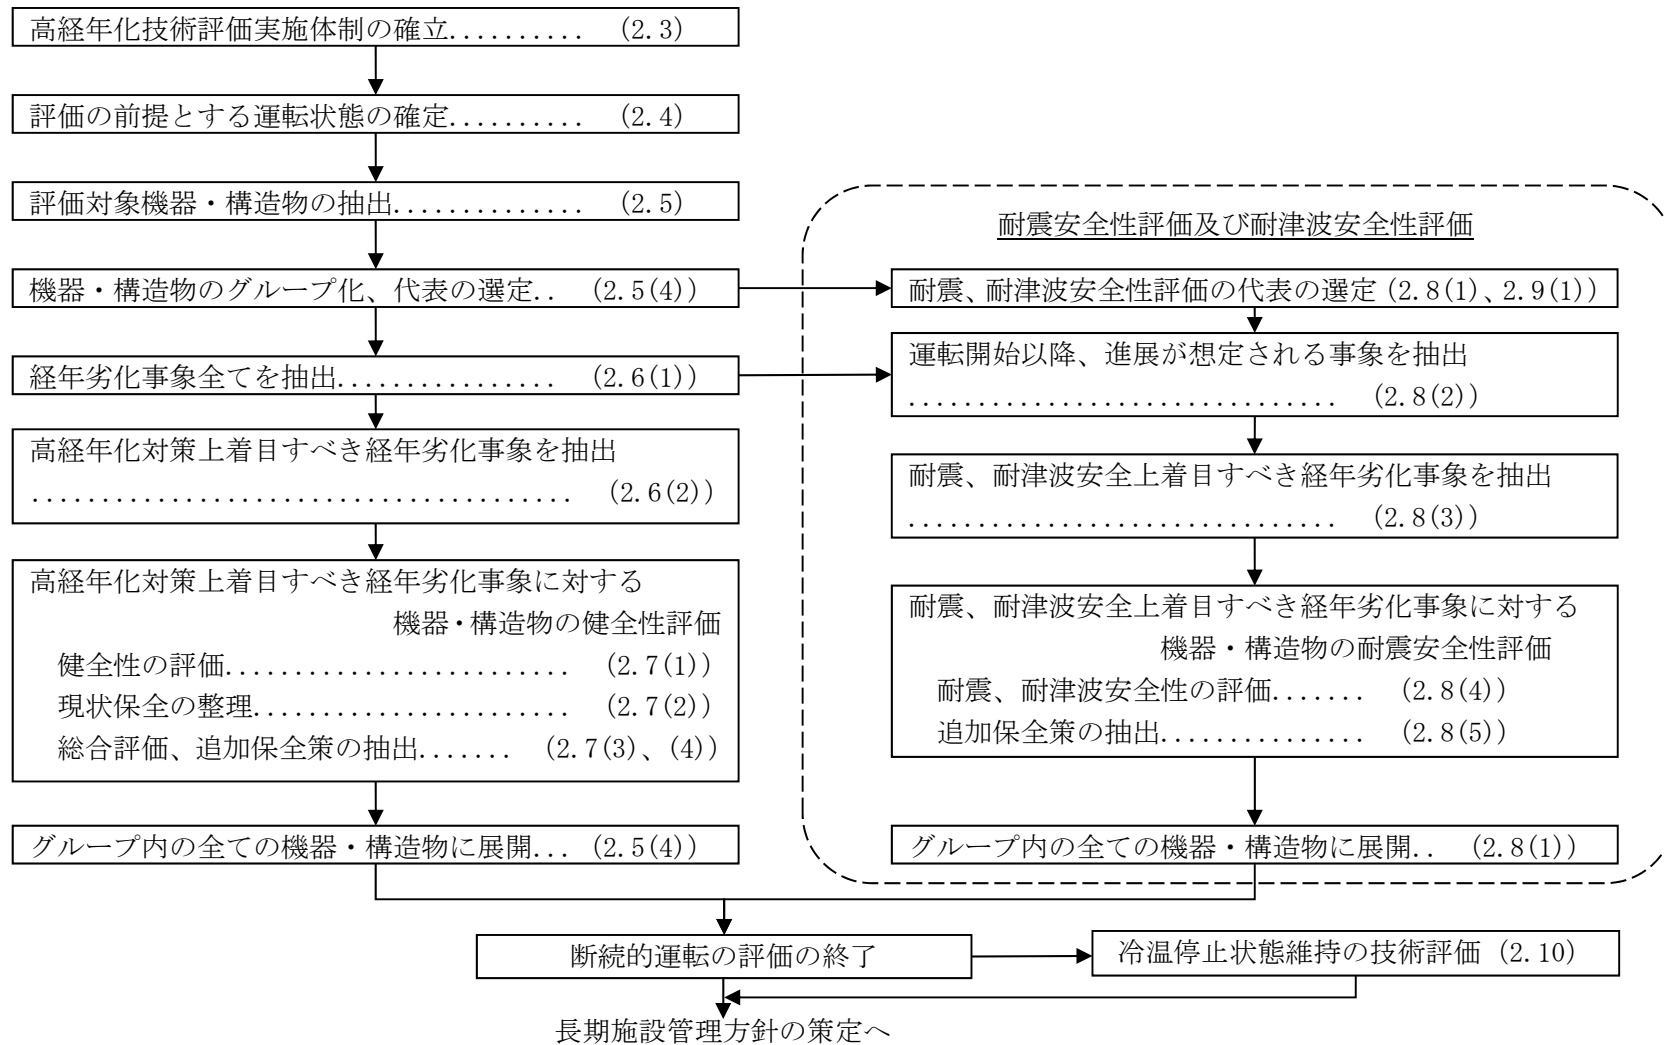 高経年化技術評価実施体制の確立.......... (2.3)
評価の前提とする運転状態の確定.......... (2.4)
評価対象機器・構造物の抽出.............. (2.5)
機器・構造物のグループ化、代表の選定.. (2.5(4))
経年劣化事象全てを抽出................ (2.6(1))
高経年化対策上着目すべき経年劣化事象を抽出
....................................... (2.6(2))
高経年化対策上着目すべき経年劣化事象に対する
機器・構造物の健全性評価
健全性の評価......................... (2.7(1))
現状保全の整理....................... (2.7(2))
総合評価、追加保全策の抽出....... (2.7(3)、(4))
グループ内の全ての機器・構造物に展開... (2.5(4))
耐震安全性評価及び耐津波安全性評価
耐震、耐津波安全性評価の代表の選定 (2.8(1)、2.9(1))
運転開始以降、進展が想定される事象を抽出
............................... (2.8(2))
耐震、耐津波安全上着目すべき経年劣化事象を抽出
............................... (2.8(3))
耐震、耐津波安全上着目すべき経年劣化事象に対する
機器・構造物の耐震安全性評価
耐震、耐津波安全性の評価....... (2.8(4))
追加保全策の抽出............... (2.8(5))
グループ内の全ての機器・構造物に展開.. (2.8(1))
断続的運転の評価の終了
冷温停止状態維持の技術評価 (2.10)
長期施設管理方針の策定へ